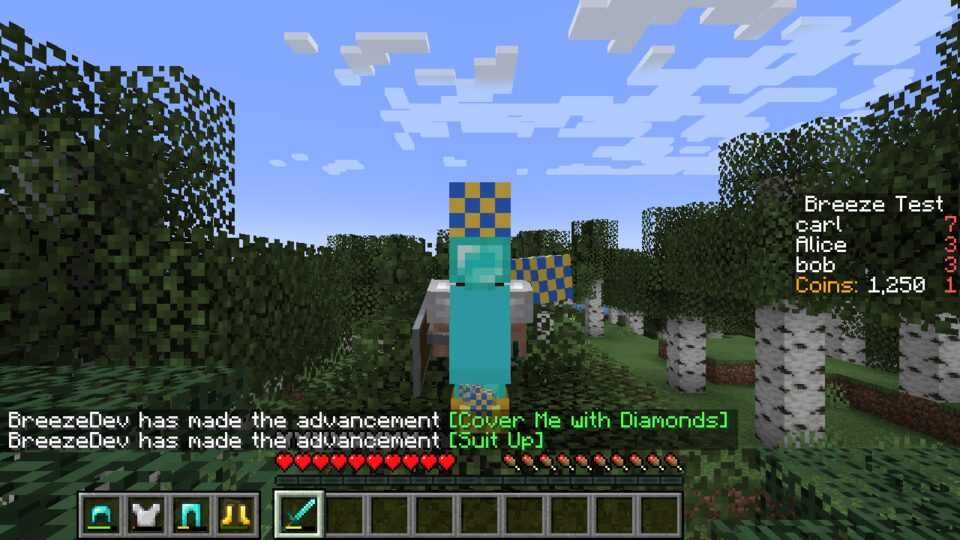 Breeze Test
carl 7
Alice 3
bob 3
Coins: 1,250 1
BreezeDev has made the advancement [Cover Me with Diamonds]
BreezeDev has made the advancement [Suit Up]